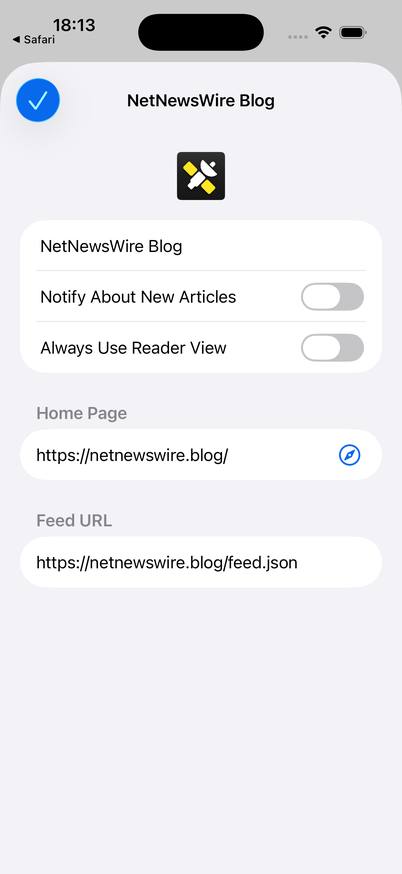 18:13
◀ Safari
NetNewsWire Blog
NetNewsWire Blog
Notify About New Articles
Always Use Reader View
Home Page
https://netnewswire.blog/
Feed URL
https://netnewswire.blog/feed.json